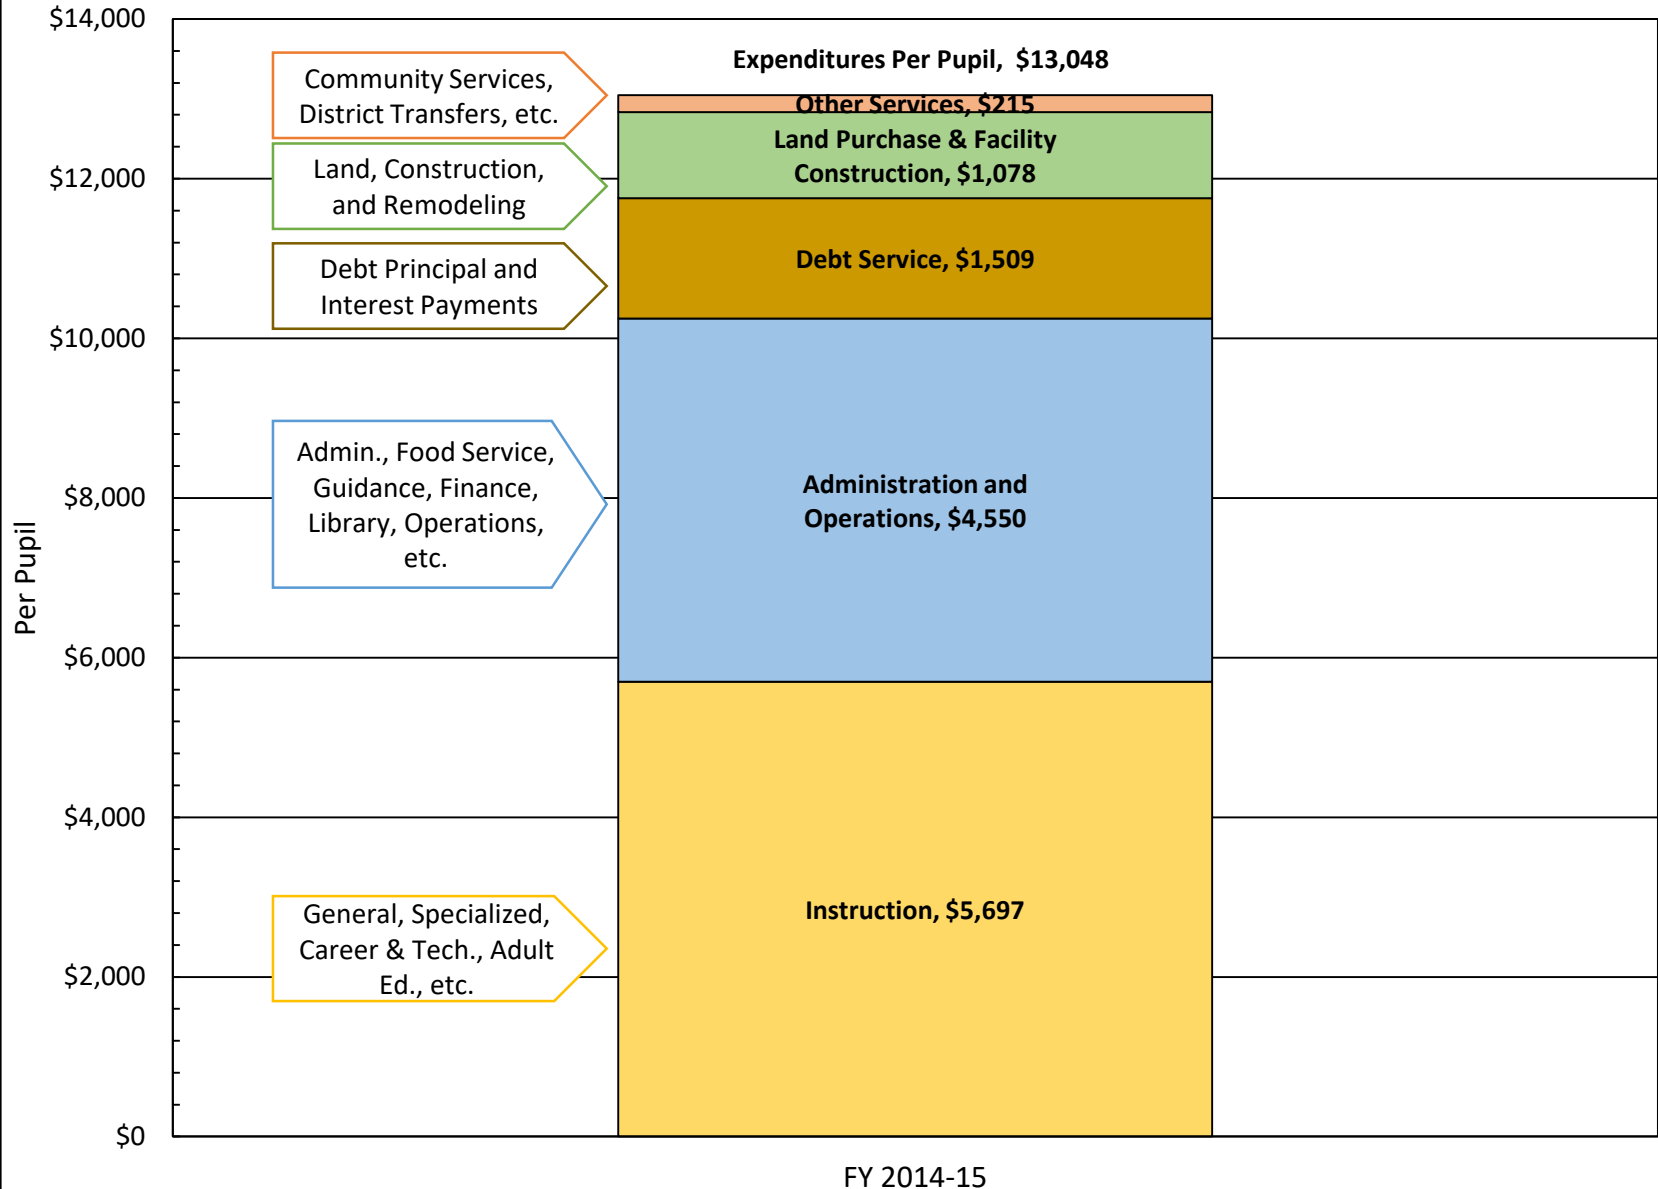 $14,000
Expenditures Per Pupil, $13,048
Community Services,
District Transfers, etc.
Other Services, $215
Land Purchase & Facility
Construction, $1,078
Land, Construction,
and Remodeling
$12,000
Debt Service, $1,509
Debt Principal and
Interest Payments
$10,000
Admin., Food Service,
Guidance, Finance,
Library, Operations,
etc.
Administration and
Operations, $4,550
$8,000
Per Pupil
$6,000
$4,000
General, Specialized,
Career & Tech., Adult
Ed., etc.
Instruction, $5,697
$2,000
$0
FY 2014-15